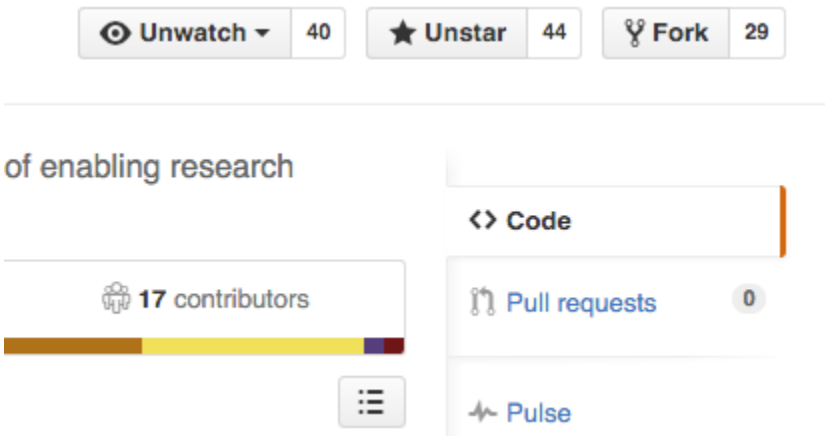 Unwatch 40 Unstar 44 Fork 29
of enabling research
Code
17 contributors
Pull requests 0
Pulse